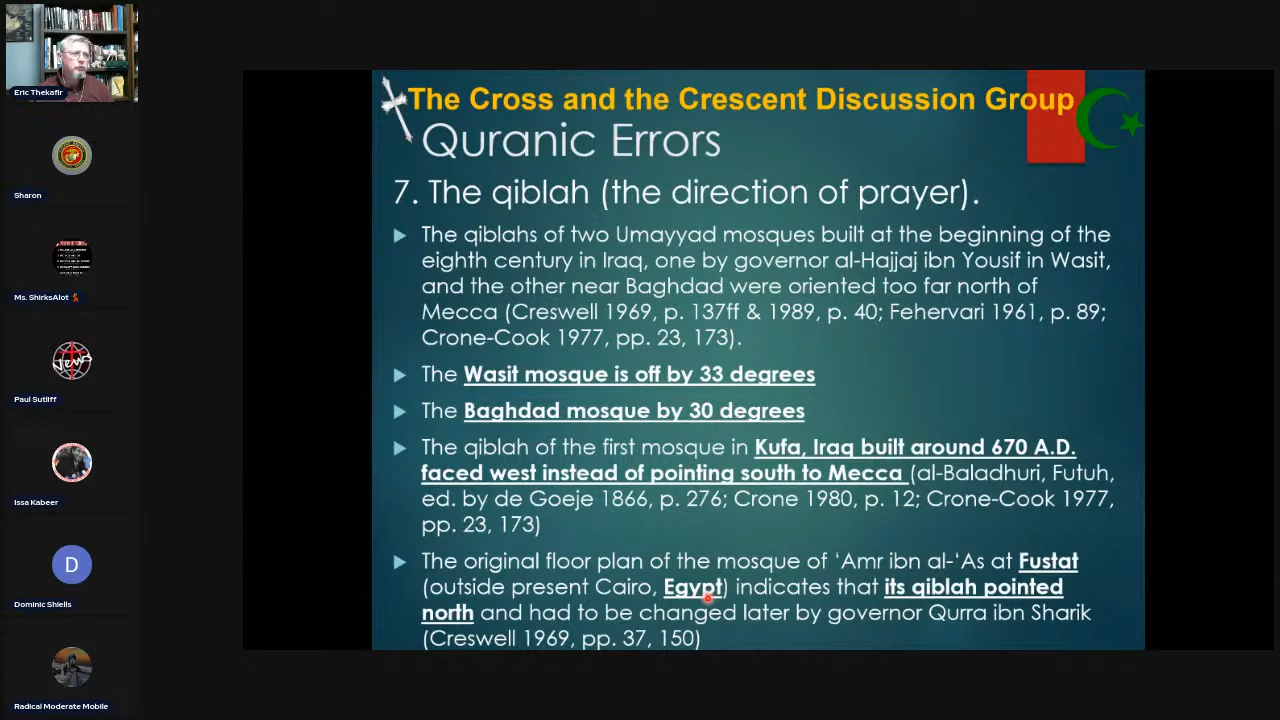 Eric Thekafir
Sharon
Ms. ShirksAlot
Paul Sutliff
News
Issa Kabeer
D
Dominic Shiells
Radical Moderate Mobile
The Cross and the Crescent Discussion Group
Quranic Errors
7. The qiblah (the direction of prayer).
The qiblahs of two Umayyad mosques built at the beginning of the
eighth century in Iraq, one by governor al-Hajjaj ibn Yousif in Wasit,
and the other near Baghdad were oriented too far north of
Mecca (Creswell 1969, p. 137ff & 1989, p. 40; Fehervari 1961, p. 89;
Crone-Cook 1977, pp. 23, 173).
The Wasit mosque is off by 33 degrees
The Baghdad mosque by 30 degrees
The qiblah of the first mosque in Kufa, Iraq built around 670 A.D.
faced west instead of pointing south to Mecca (al-Baladhuri, Futuh,
ed. by de Goeje 1866, p. 276; Crone 1980, p. 12; Crone-Cook 1977,
pp. 23, 173)
The original floor plan of the mosque of ‘Amr ibn al-‘As at Fustat
(outside present Cairo, Egypt) indicates that its qiblah pointed
north and had to be changed later by governor Qurra ibn Sharik
(Creswell 1969, pp. 37, 150)